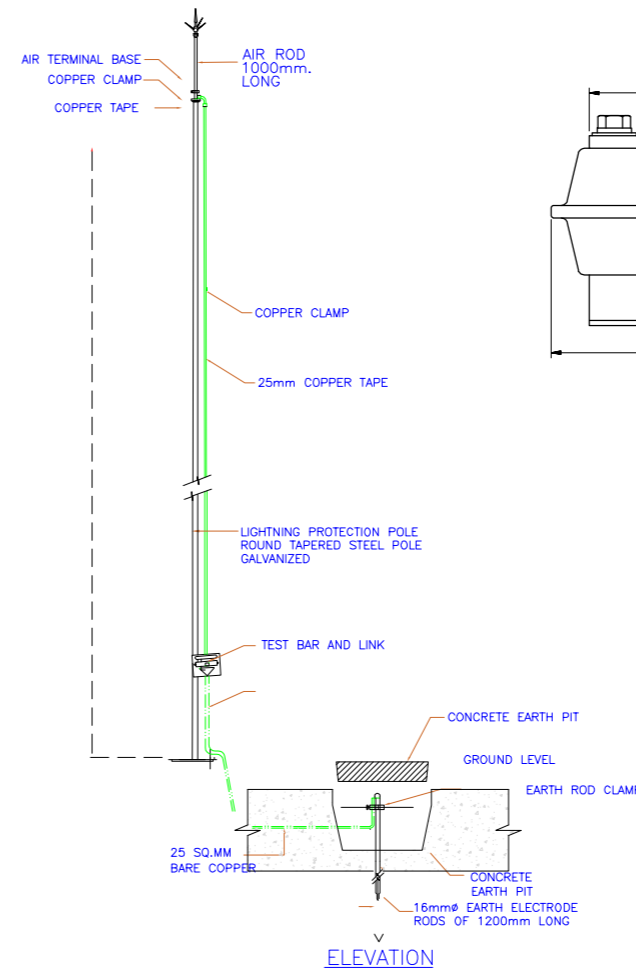 AIR TERMINAL BASE
COPPER CLAMP
COPPER TAPE
AIR ROD
1000mm.
LONG
COPPER CLAMP
25mm COPPER TAPE
LIGHTNING PROTECTION POLE
ROUND TAPERED STEEL POLE
GALVANIZED
TEST BAR AND LINK
CONCRETE EARTH PIT
GROUND LEVEL
EARTH ROD CLAMP
25 SQ.MM
BARE COPPER
CONCRETE
EARTH PIT
16mmø EARTH ELECTRODE
RODS OF 1200mm LONG
ELEVATION